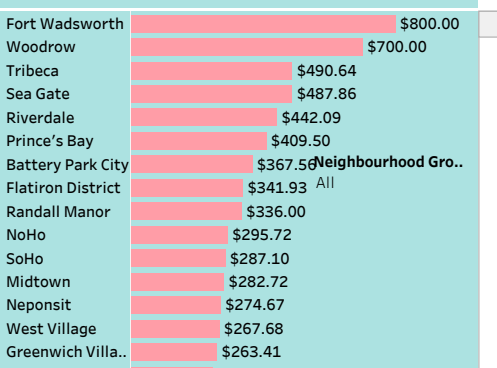 Fort Wadsworth $800.00
Woodrow $700.00
Tribeca $490.64
Sea Gate $487.86
Riverdale $442.09
Prince's Bay $409.50
Battery Park City $367.56 Neighbourhood Gro..
Flatiron District $341.93 All
Randall Manor $336.00
NoHo $295.72
SoHo $287.10
Midtown $282.72
Neponsit $274.67
West Village $267.68
Greenwich Villa.. $263.41